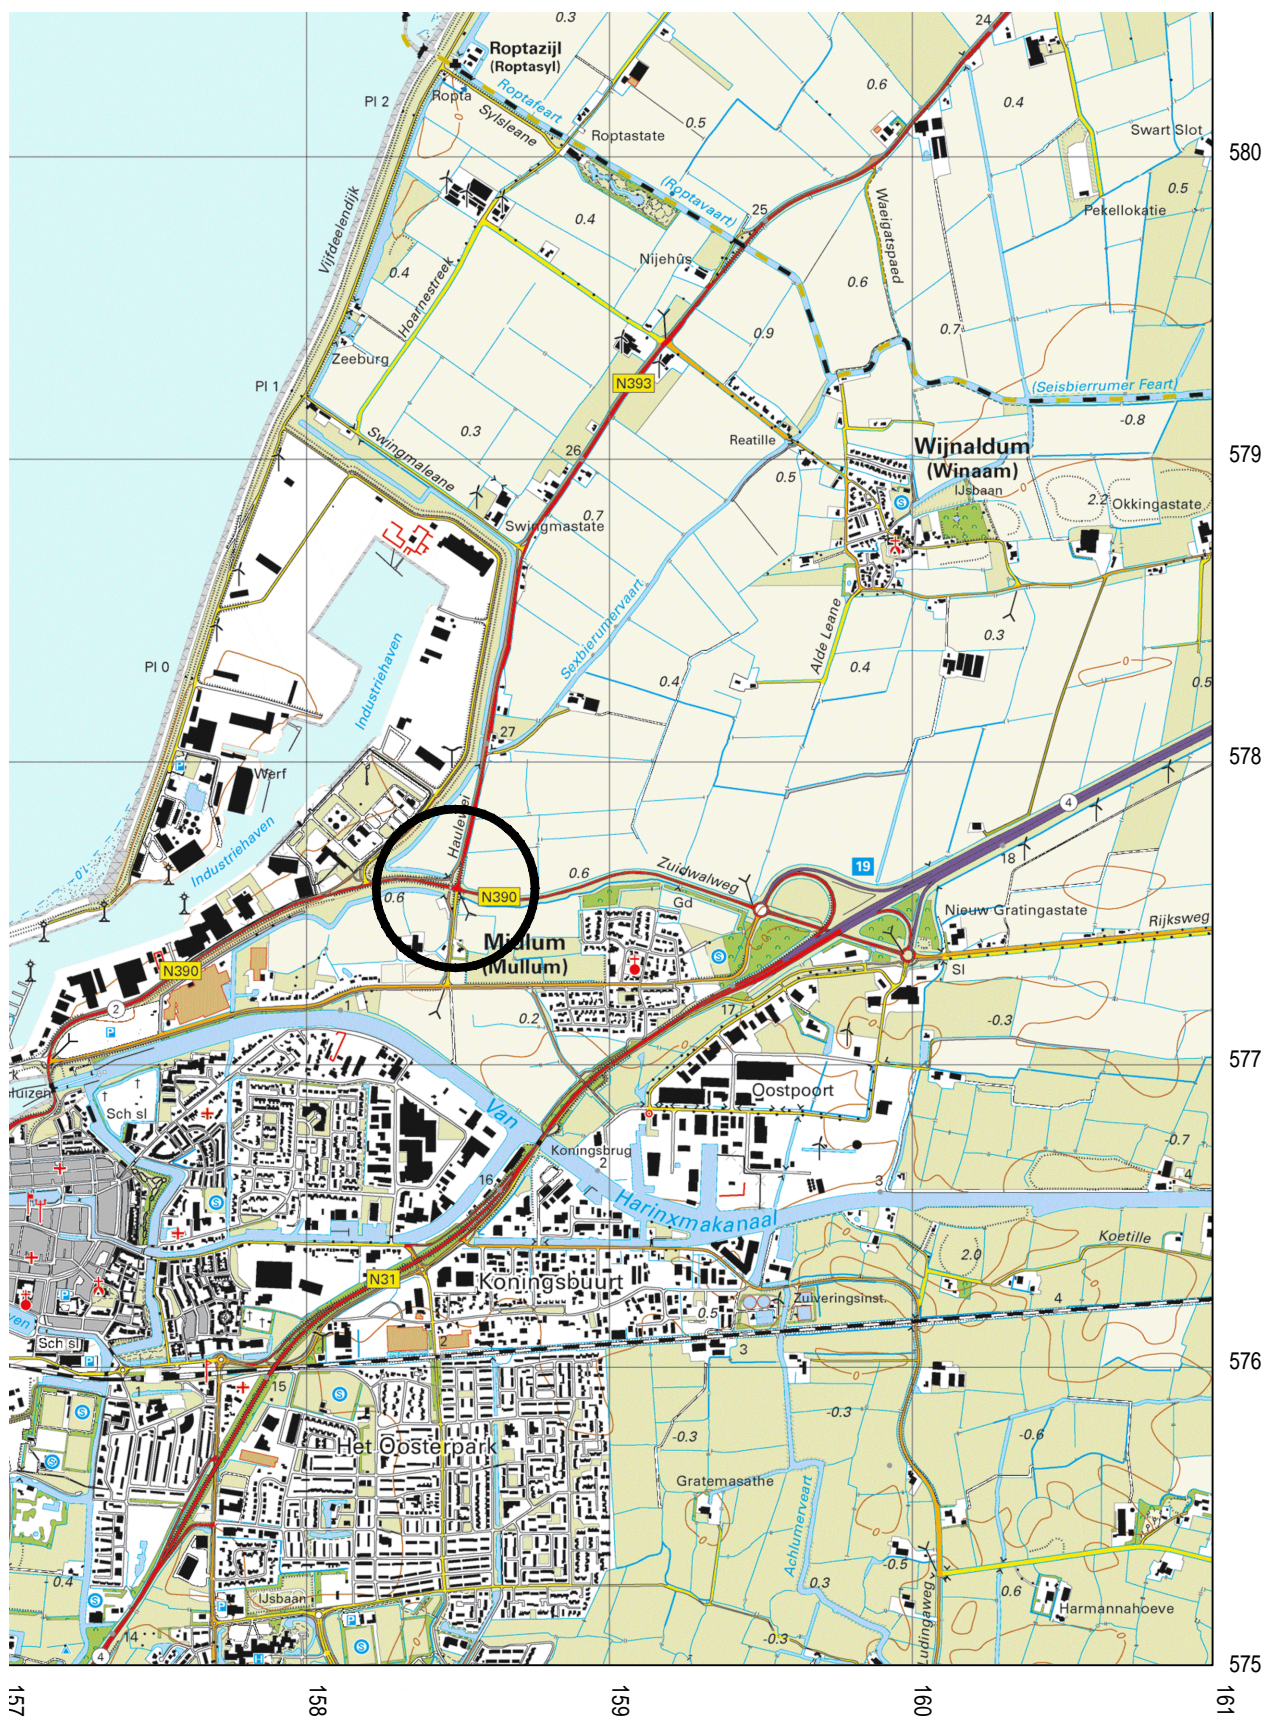 24
0.3
Roptazijl
(Roptasyl)
0.6
0.4
Pl 2
Ropta
Roptafeart
Sylsleane
0.5
Roptastate
Swart Slot
580
(Roptavaart)
0.5
Waeigatspaed
Pekellokatie
25
0.4
Vijfdeelendijk
Nijehûs
0.4
0.6
Hoarnestreek
0.9
0.7
Zeeburg
Pl 1
N393
(Seisbierrumer Feart)
-0.8
Swingmaleane
0.3
Reatille
Wijnaldum
(Winaam)
26
579
0.5
0
IJsbaan
2.2
Okkingastate
0.7
Swingmastate
Sexbierumervaart
Alde Leane
0.3
Industriehaven
Pl 0
0.4
0.4
0
0.5
27
578
Werf
Haulewei
4
Industriehaven
18
19
Zuidwalweg
0.6
0.6
N390
Gd
Nieuw Gratingastate
Rijksweg
Midlum
(Mullum)
N390
Sl
2
17
0.2
-0.3
577
Oostpoort
Sch sl
Van
Koningsbrug
2
-0.7
16
3
4
Harinxmakanaal
Koetille
2.0
N31
Koningsbuurt
Zuiveringsinst.
4
0.5
Sch sl
3
576
1
15
-0.3
-0.6
Het Oosterpark
-0.3
Gratemasathe
Achlumervaart
0.4
-0.5
0.3
0.6
IJsbaan
Harmannahoeve
Ludingaweg
14
-0.3
4
575
157
158
159
160
161